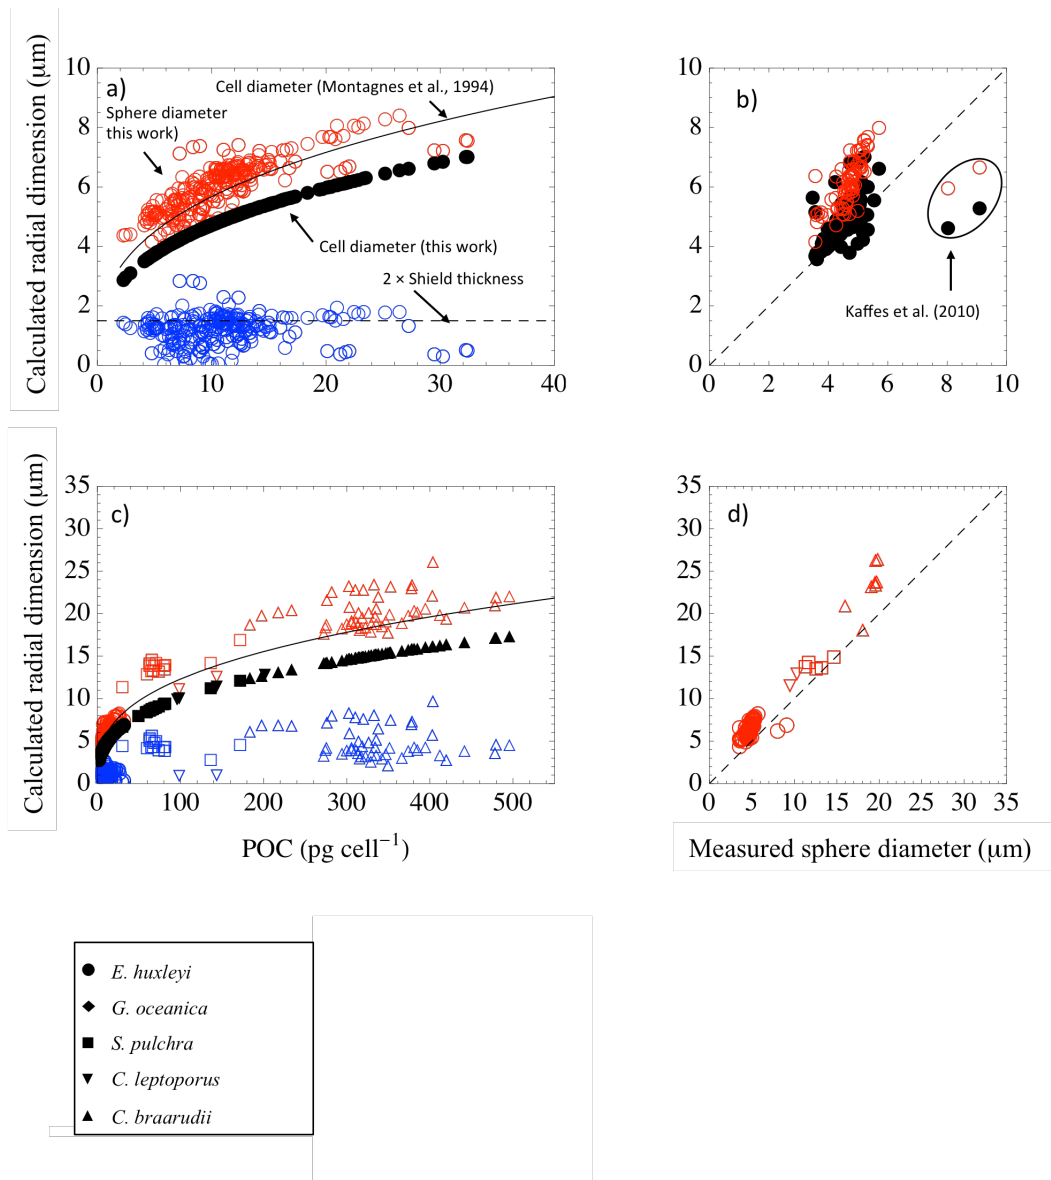 Calculated radial dimension (μm)
10
8
6
4
2
0
a)
Cell diameter (Montagnes et al., 1994)
Sphere diameter
this work)
Cell diameter (this work)
2 × Shield thickness
0
10
20
30
40
10
8
6
4
2
0
b)
Kaffes et al. (2010)
0
2
4
6
8
10
Calculated radial dimension (μm)
35
30
25
20
15
10
5
0
c)
0
100
200
300
400
500
POC (pg cell⁻¹)
35
30
25
20
15
10
5
0
d)
0
5
10
15
20
25
30
35
Measured sphere diameter (μm)
E. huxleyi
G. oceanica
S. pulchra
C. leptoporus
C. braarudii